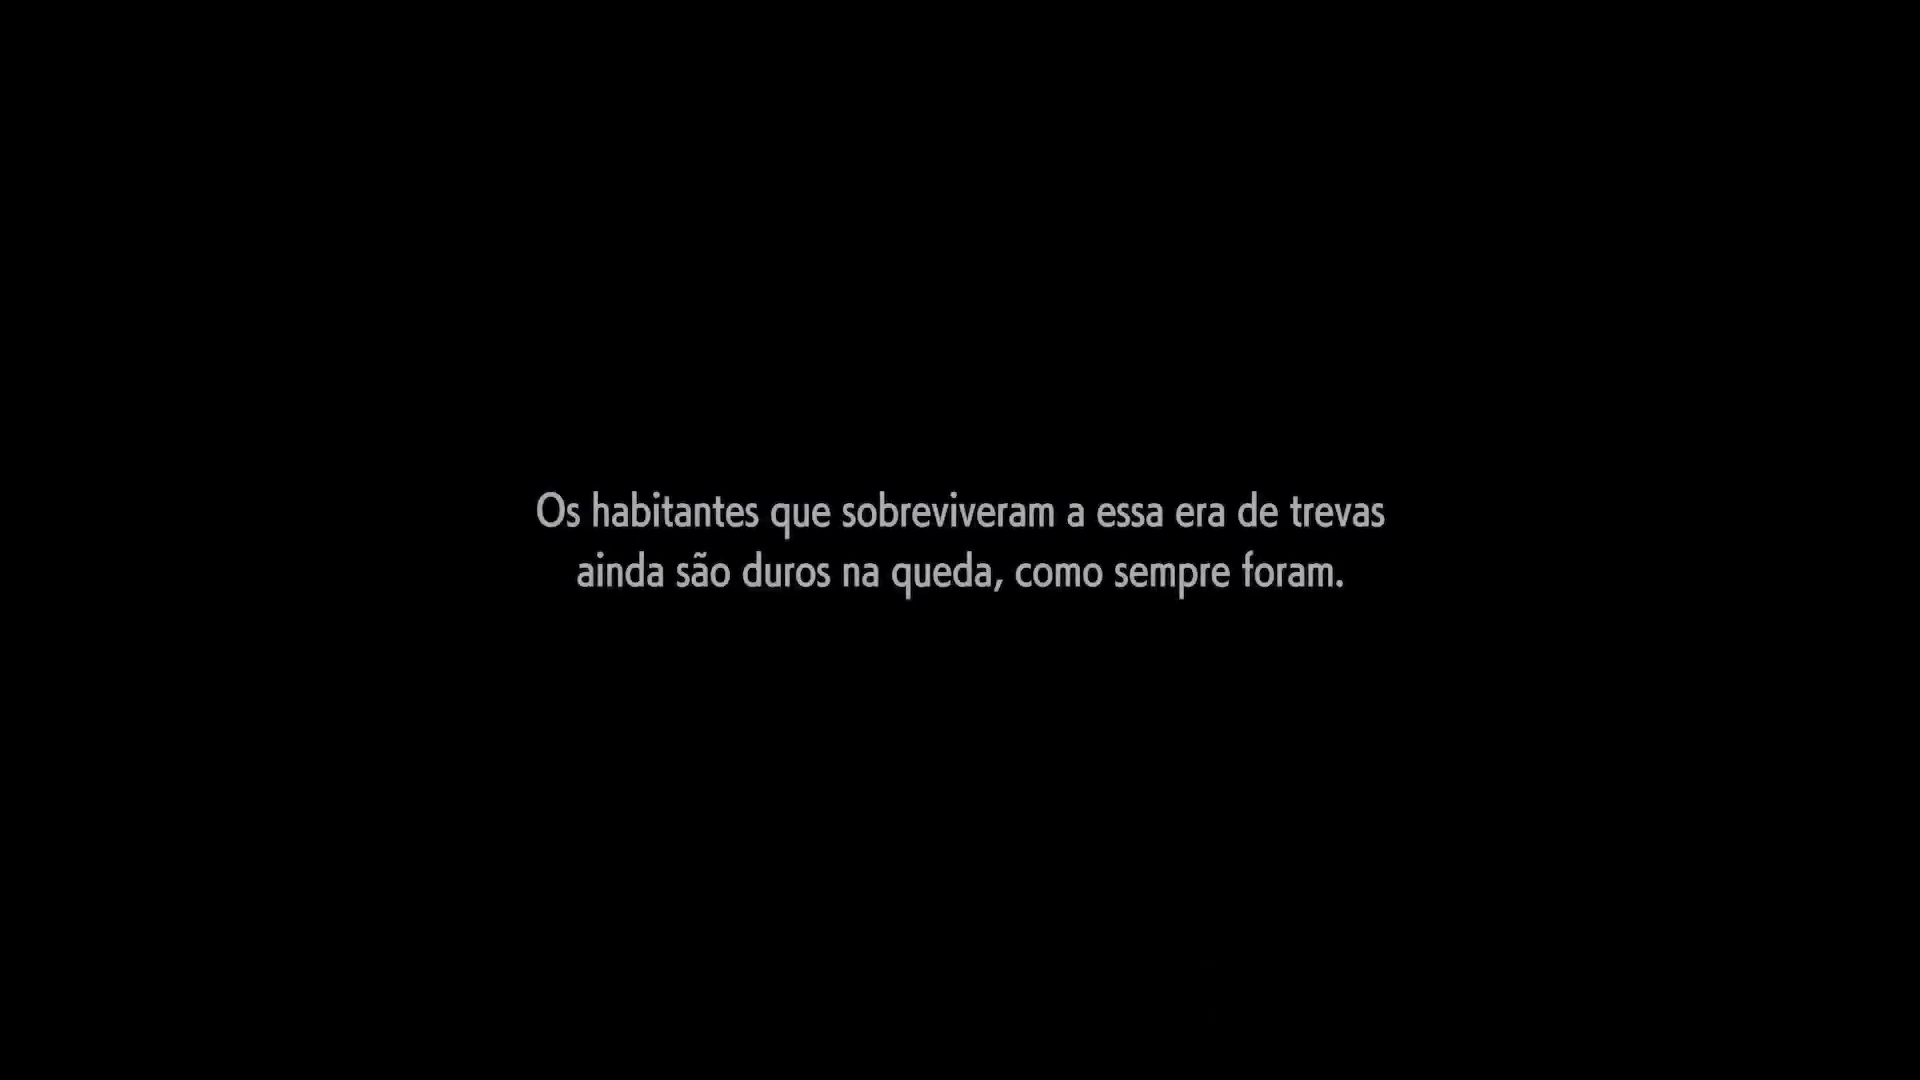 Os habitantes que sobreviveram a essa era de trevas
ainda são duros na queda, como sempre foram.